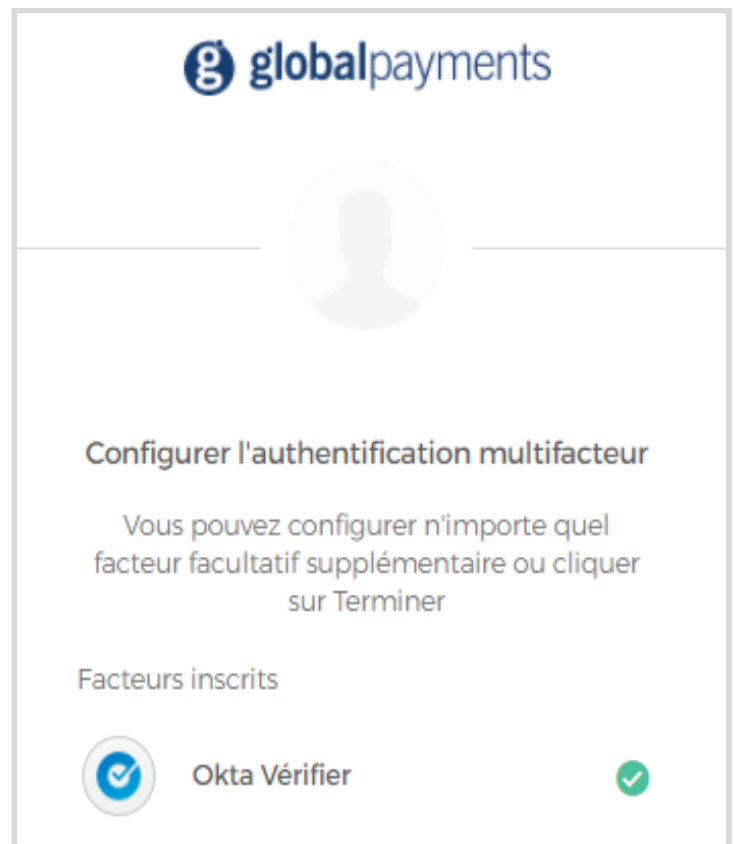 globalpayments
Configurer l'authentification multifacteur
Vous pouvez configurer n'importe quel
facteur facultatif supplémentaire ou cliquer
sur Terminer
Facteurs inscrits
Okta Vérifier